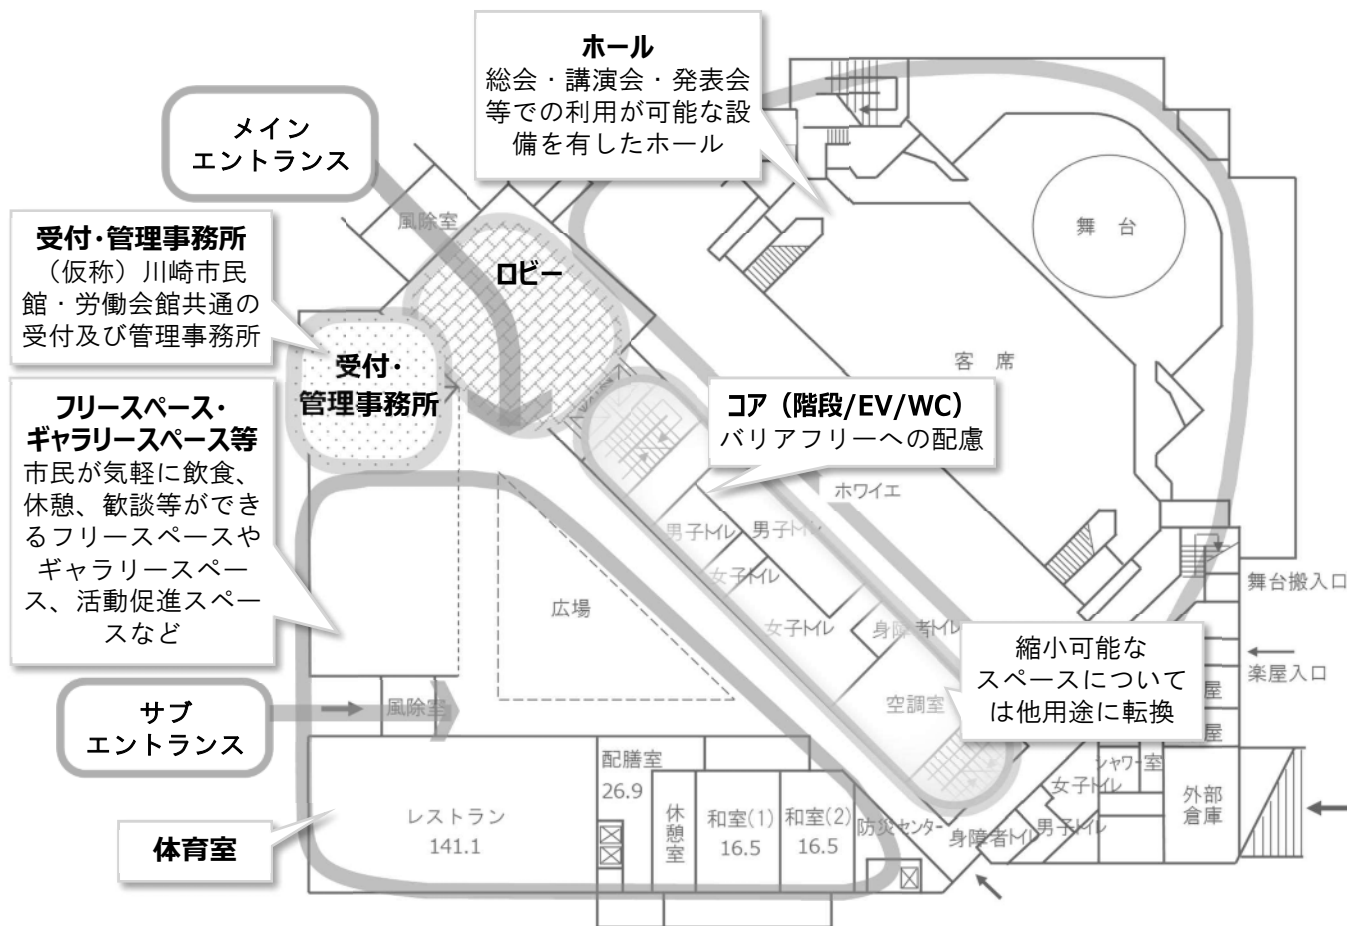 ホール
総会・講演会・発表会
等での利用が可能な設
備を有したホール
メイン
エントランス
風除室
受付・管理事務所
（仮称）川崎市民
館・労働会館共通の
受付及び管理事務所
ロビー
舞 台
受付・
管理事務所
客 席
フリースペース・
ギャラリースペース等
市民が気軽に飲食、
休憩、歓談等ができ
るフリースペースや
ギャラリースペー
ス、活動促進スペー
スなど
コア（階段/EV/WC）
バリアフリーへの配慮
ホワイエ
男子トイレ
男子トイレ
女子トイレ
広場
女子トイレ
身障者トイレ
舞台搬入口
縮小可能な
スペースについて
は他用途に転換
楽屋入口
屋
屋
空調室
サブ
エントランス
風除室
配膳室
26.9
レストラン
141.1
休憩室
和室(1)
16.5
和室(2)
16.5
防災センター
身障者トイレ
男子トイレ
女子トイレ
シャワー室
外部
倉庫
体育室